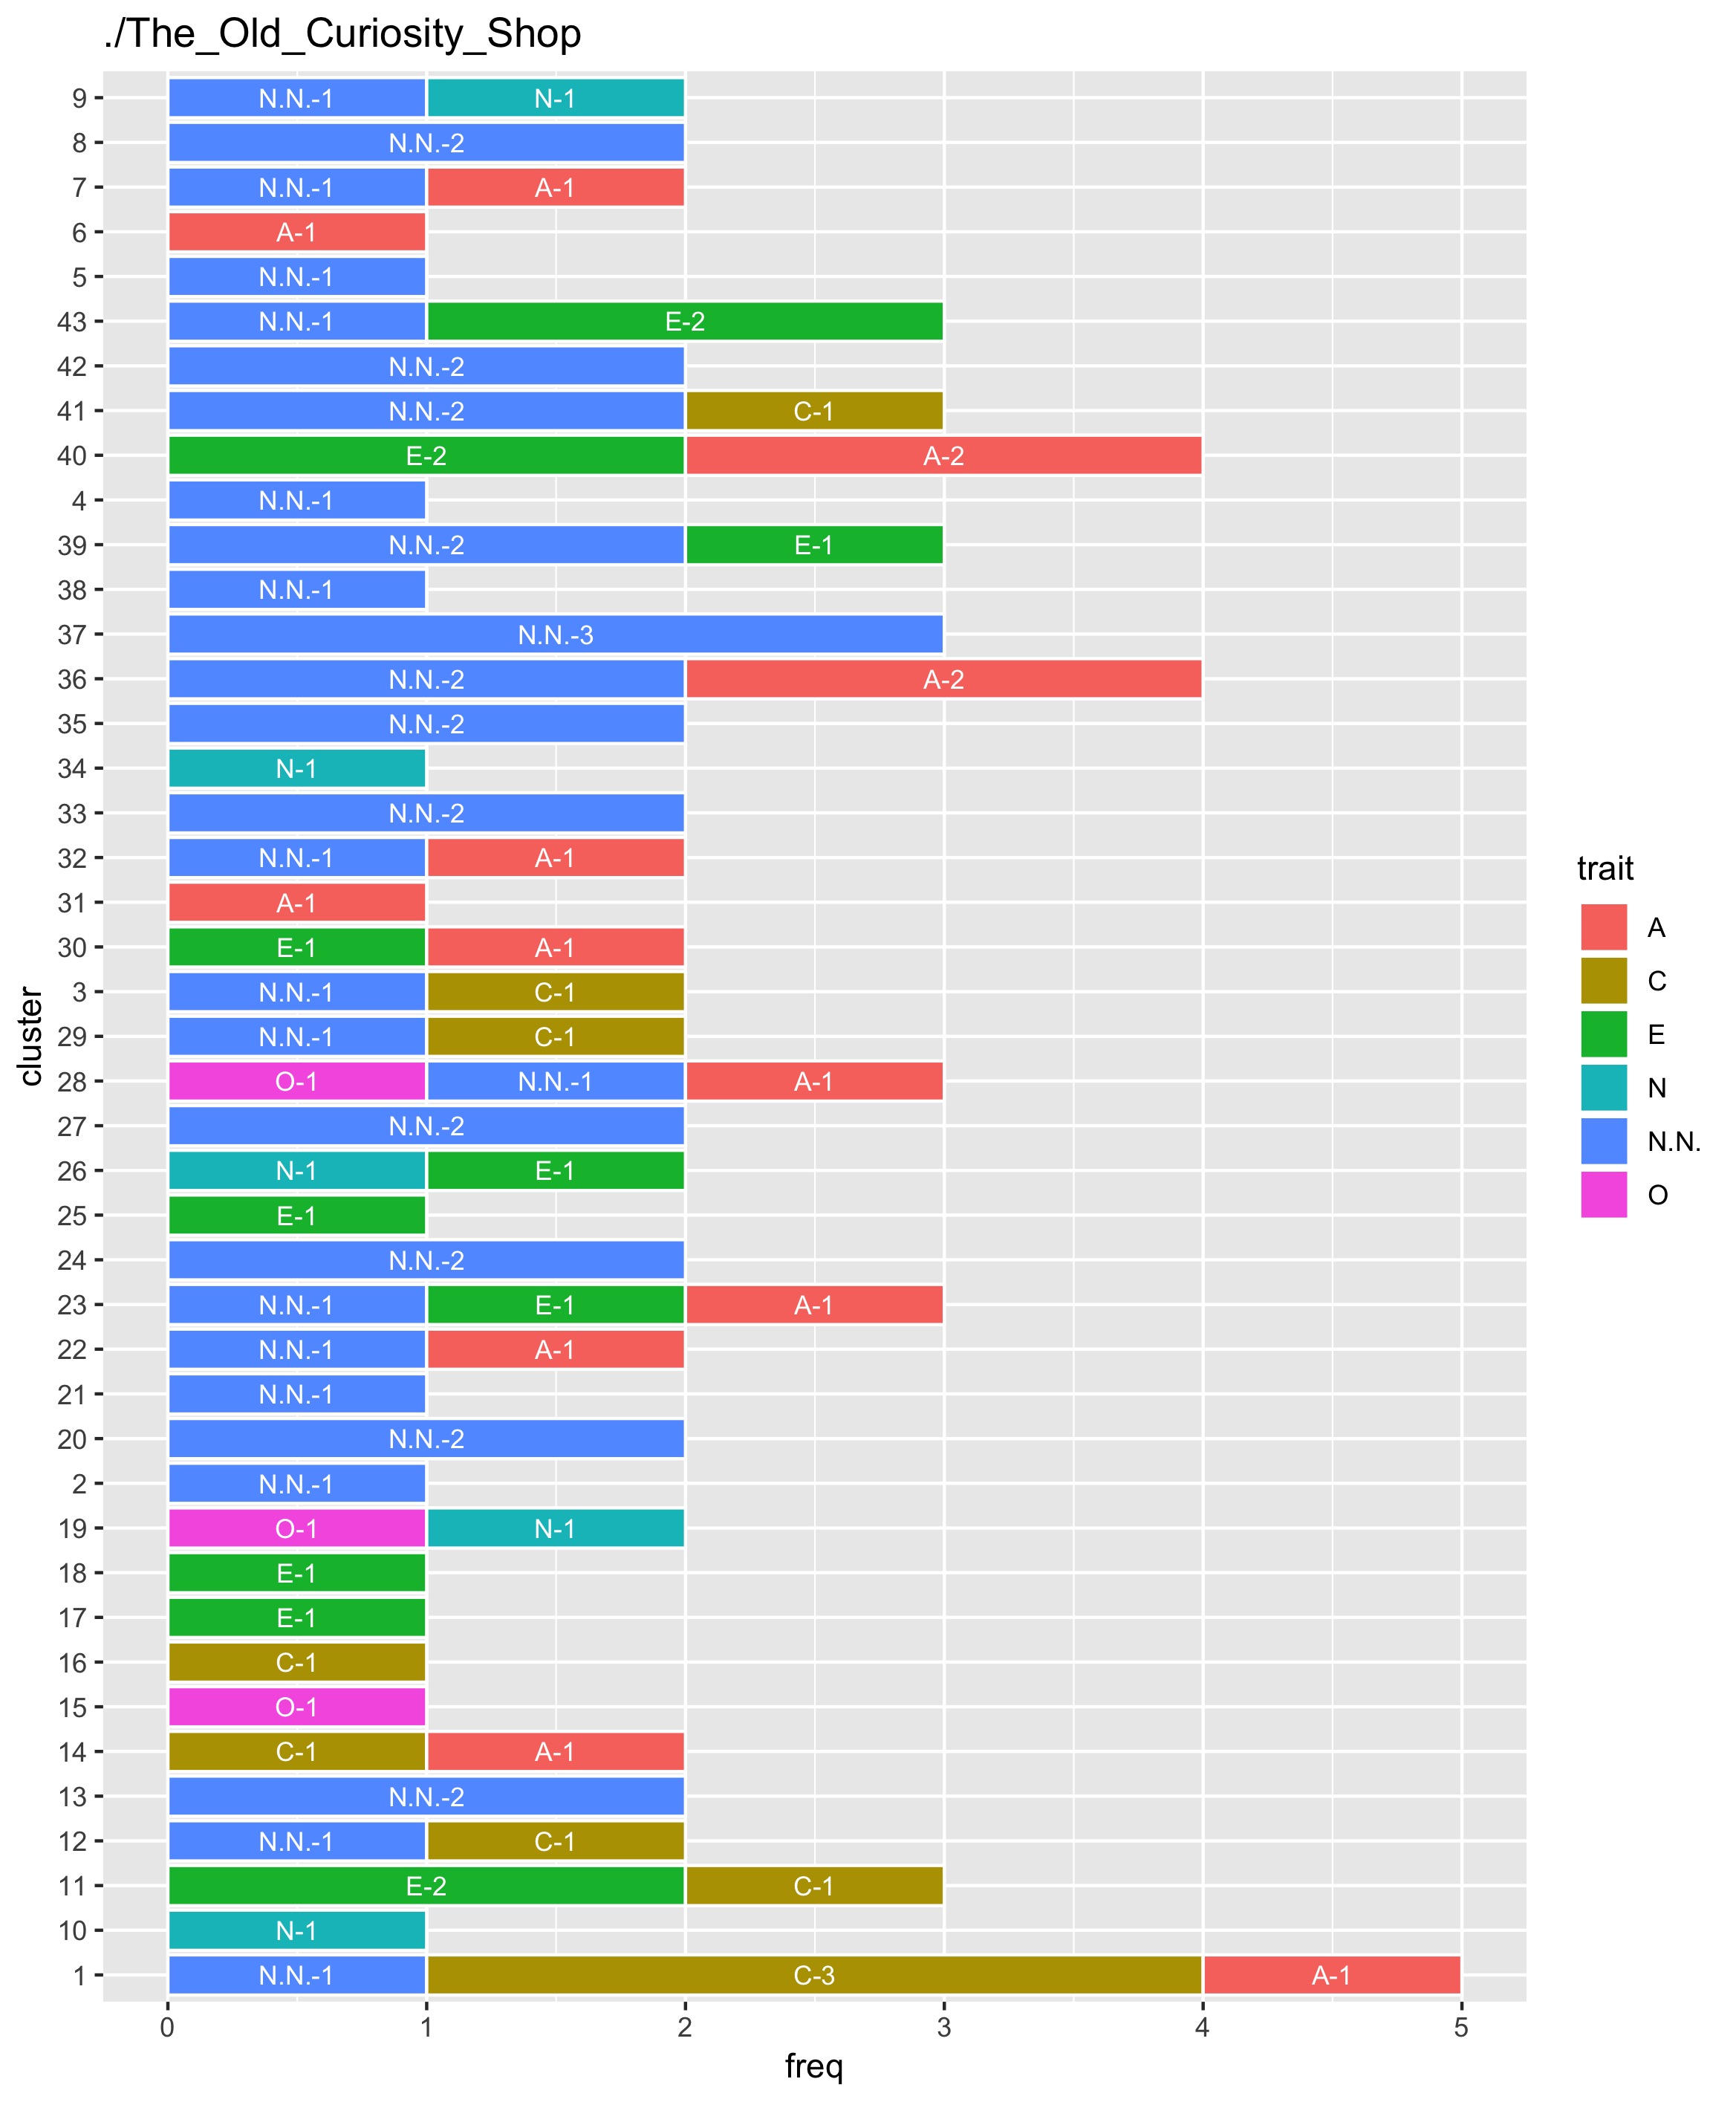 ./The_Old_Curiosity_Shop
9 N.N.-1 N-1
8 N.N.-2
7 N.N.-1 A-1
6 A-1
5 N.N.-1
43 N.N.-1 E-2
42 N.N.-2
41 N.N.-2 C-1
40 E-2 A-2
4 N.N.-1
39 N.N.-2 E-1
38 N.N.-1
37 N.N.-3
36 N.N.-2 A-2
35 N.N.-2
34 N-1
33 N.N.-2
32 N.N.-1 A-1
31 A-1
30 E-1 A-1
3 N.N.-1 C-1
29 N.N.-1 C-1
28 O-1 N.N.-1 A-1
27 N.N.-2
26 N-1 E-1
25 E-1
24 N.N.-2
23 N.N.-1 E-1 A-1
22 N.N.-1 A-1
21 N.N.-1
20 N.N.-2
2 N.N.-1
19 O-1 N-1
18 E-1
17 E-1
16 C-1
15 O-1
14 C-1 A-1
13 N.N.-2
12 N.N.-1 C-1
11 E-2 C-1
10 N-1
1 N.N.-1 C-3 A-1
0 1 2 3 4 5
freq
cluster
trait
A
C
E
N
N.N.
O